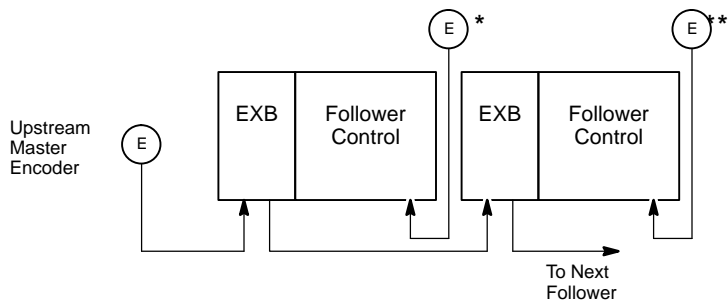 E *
E **
EXB
Follower
Control
EXB
Follower
Control
Upstream
Master
Encoder
E
To Next
Follower